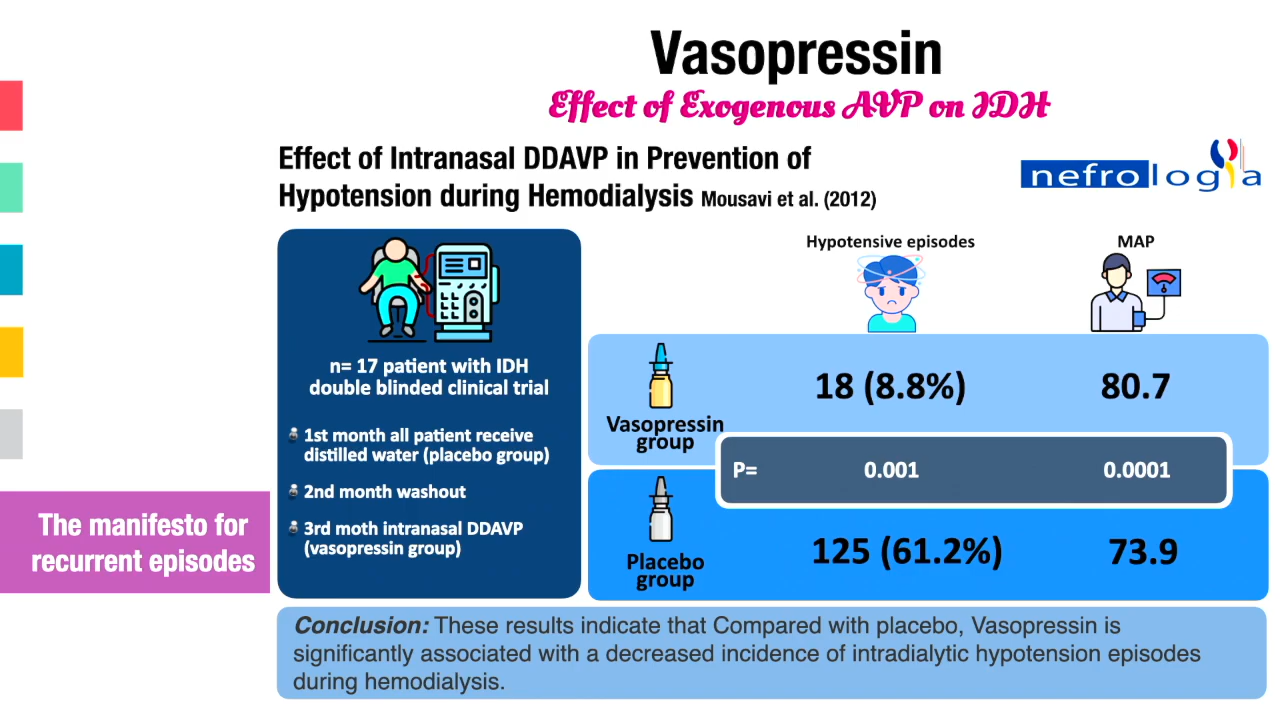 Vasopressin
Effect of Exogenous AVP on IDH
Effect of Intranasal DDAVP in Prevention of
Hypotension during Hemodialysis Mousavi et al. (2012)
nefrología
n= 17 patient with IDH
double blinded clinical trial
1st month all patient receive
distilled water (placebo group)
2nd month washout
3rd moth intranasal DDAVP
(vasopressin group)
Hypotensive episodes
MAP
Vasopressin
group
18 (8.8%)
80.7
P=
0.001
0.0001
Placebo
group
125 (61.2%)
73.9
The manifesto for
recurrent episodes
Conclusion: These results indicate that Compared with placebo, Vasopressin is
significantly associated with a decreased incidence of intradialytic hypotension episodes
during hemodialysis.